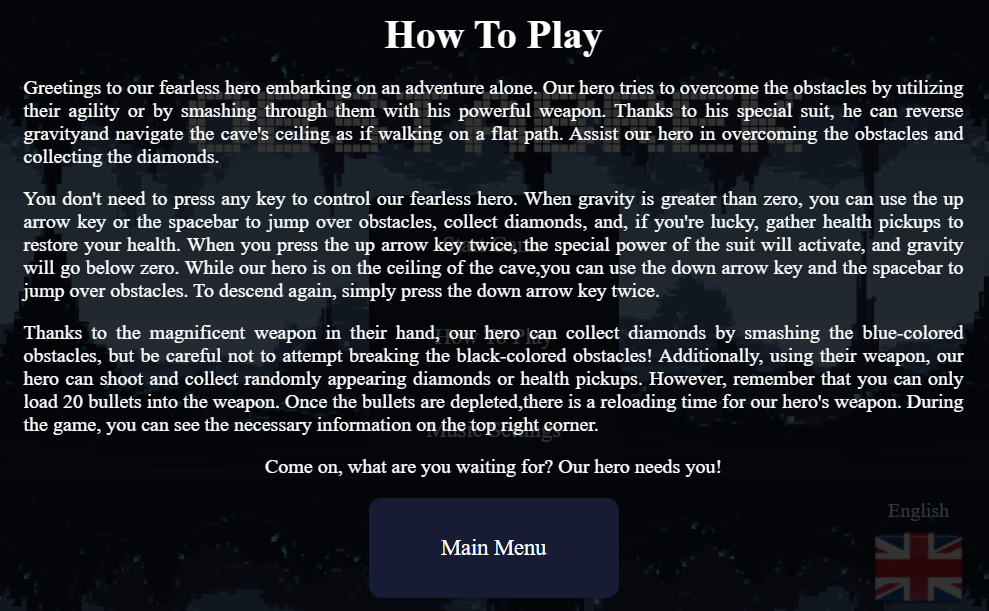 How To Play
Greetings to our fearless hero embarking on an adventure alone. Our hero tries to overcome the obstacles by utilizing
their agility or by smashing through them with his powerful weapon. Thanks to his special suit, he can reverse
gravityand navigate the cave's ceiling as if walking on a flat path. Assist our hero in overcoming the obstacles and
collecting the diamonds.
You don't need to press any key to control our fearless hero. When gravity is greater than zero, you can use the up
arrow key or the spacebar to jump over obstacles, collect diamonds, and, if you're lucky, gather health pickups to
restore your health. When you press the up arrow key twice, the special power of the suit will activate, and gravity
will go below zero. While our hero is on the ceiling of the cave,you can use the down arrow key and the spacebar to
jump over obstacles. To descend again, simply press the down arrow key twice.
Thanks to the magnificent weapon in their hand, our hero can collect diamonds by smashing the blue-colored
How To Play
obstacles, but be careful not to attempt breaking the black-colored obstacles! Additionally, using their weapon, our
hero can shoot and collect randomly appearing diamonds or health pickups. However, remember that you can only
load 20 bullets into the weapon. Once the bullets are depleted,there is a reloading time for our hero's weapon. During
the game, you can see the necessary information on the top right corner.
Music Settings
Come on, what are you waiting for? Our hero needs you!
English
Main Menu